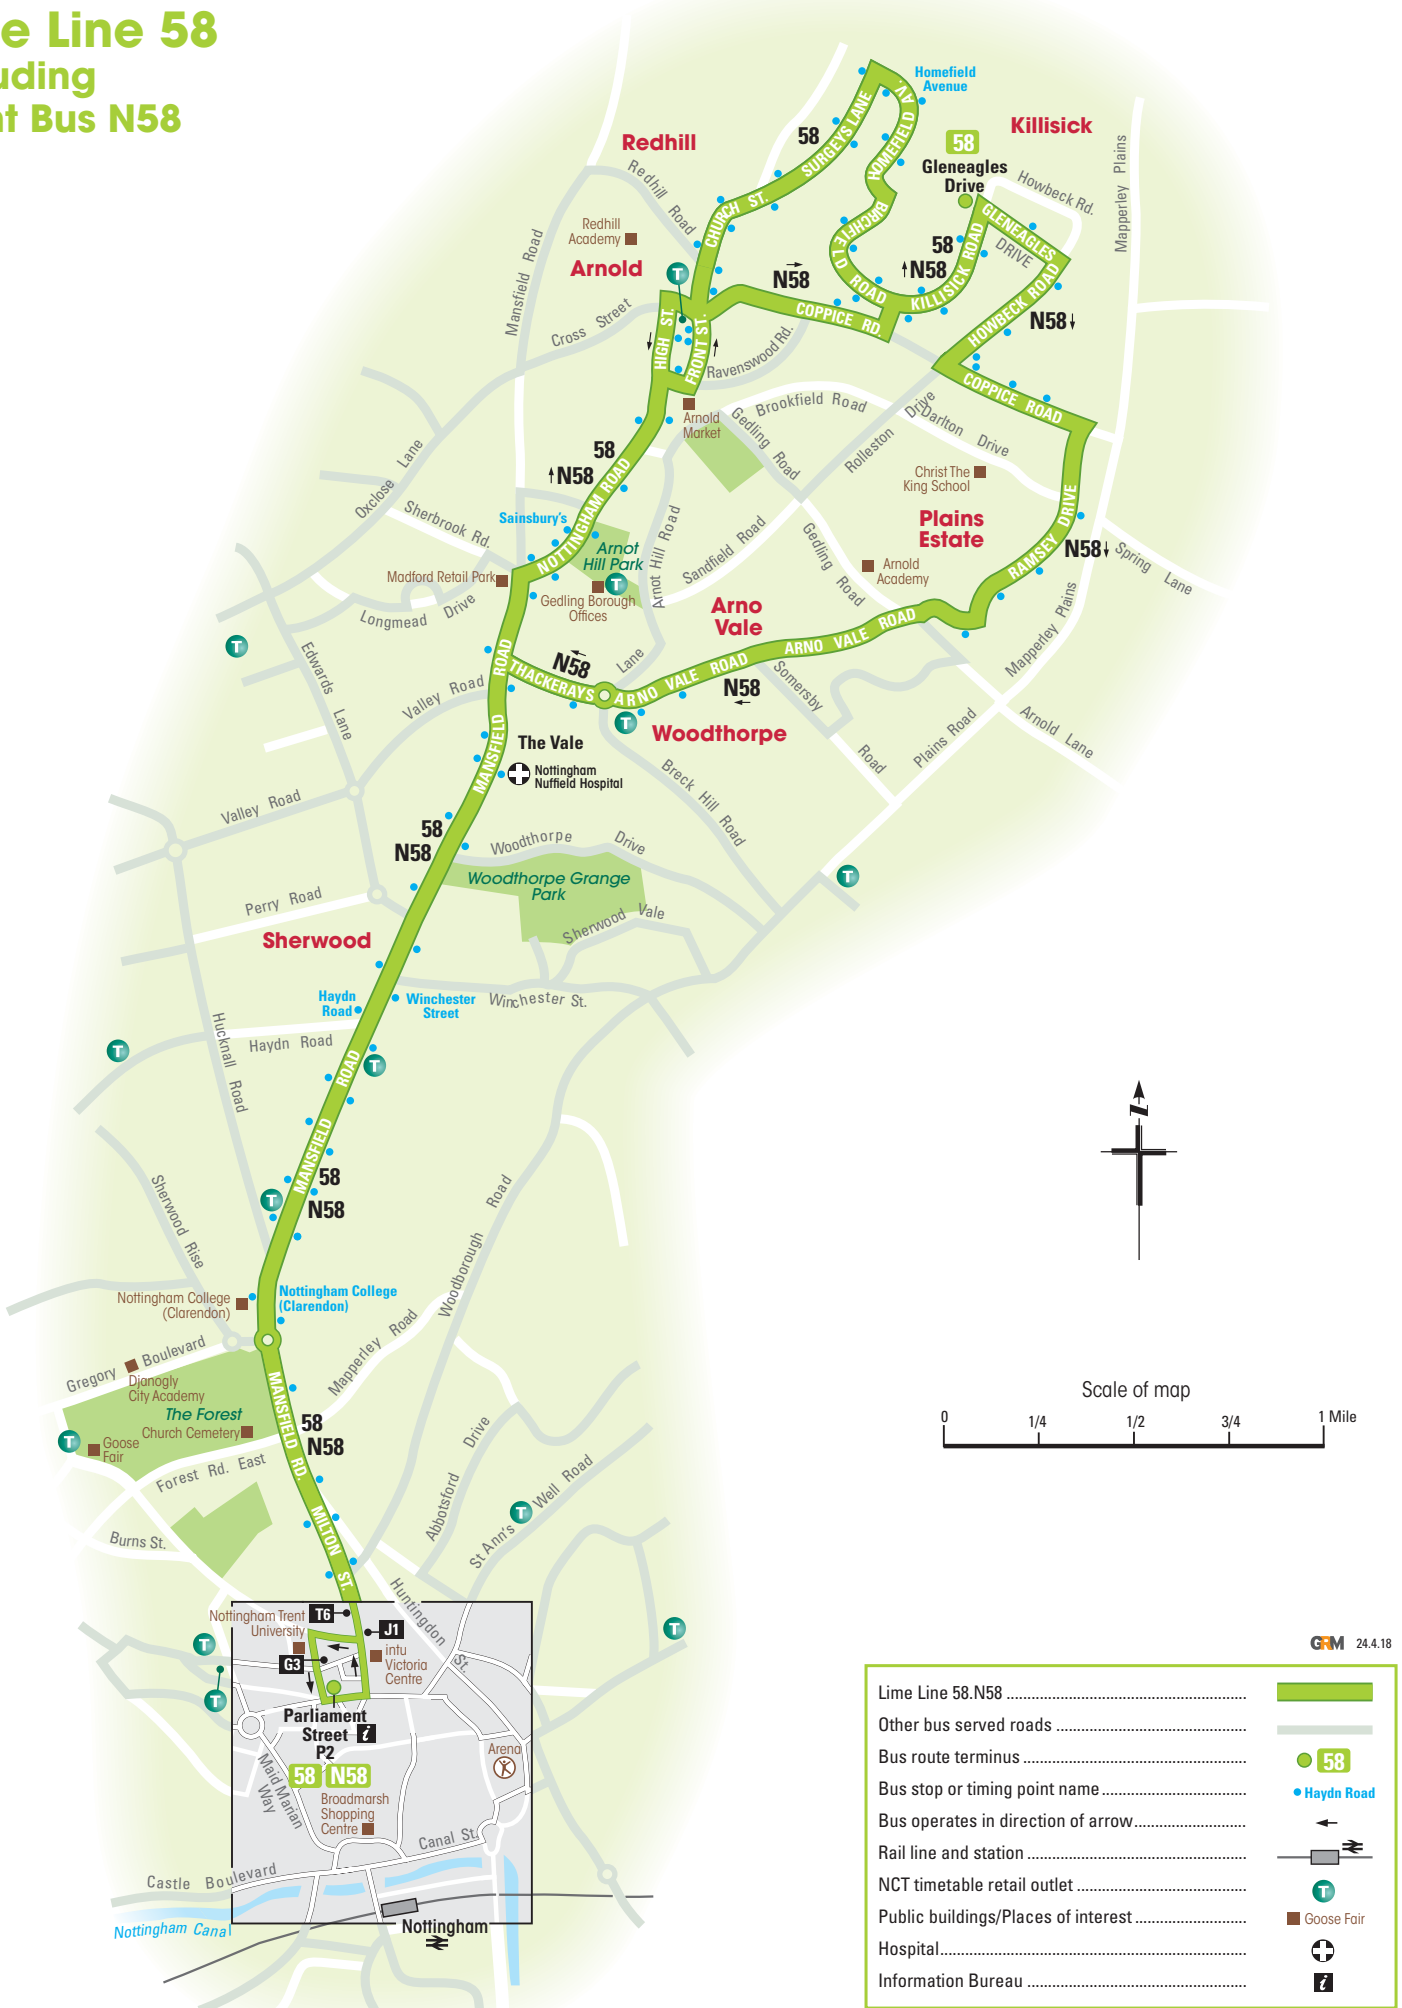 e Line 58
uding
nt Bus N58
Homefield
Avenue
Killisick
Redhill
58
SURGEYS LANE
HOMEFIELD AV.
58
Gleneagles
Drive
Howbeck Rd.
Mapperley Plains
Redhill Road
CHURCH ST.
BIRCHFIELD ROAD
GLENEAGLES
DRIVE
Redhill
Academy
Arnold
Mansfield Road
T
58
N58
KILLISICK ROAD
N58
HOWBECK ROAD
N58
COPPICE RD.
Cross Street
HIGH ST.
FRONT ST.
Ravenswood Rd.
COPPICE ROAD
Arnold
Market
Gedling Road
Brookfield Road
Rolleston Drive
Darlton Drive
Christ The
King School
Oxclose Lane
58
N58
NOTTINGHAM ROAD
Sherbrook Rd.
Sainsbury's
Arnot
Hill Park
T
Arnot Hill Road
Sandfield Road
Gedling Road
Plains
Estate
Arnold
Academy
RAMSEY DRIVE
N58
Spring Lane
Madford Retail Park
Gedling Borough
Offices
Longmead Drive
Arno
Vale
Mapperley Plains
T
Edwards Lane
Valley Road
ROAD
THACKERAYS
N58
Lane
ARNO VALE ROAD
ARNO VALE ROAD
N58
Somersby
Road
T
Woodthorpe
Plains Road
Arnold Lane
The Vale
Nottingham
Nuffield Hospital
MANSFIELD
Breck Hill Road
Valley Road
58
N58
Woodthorpe Drive
Woodthorpe Grange
Park
T
Perry Road
Sherwood
Sherwood Vale
Haydn
Road
Winchester
Street
Winchester St.
Hucknall Road
Haydn Road
T
T
MANSFIELD ROAD
58
N58
T
Sherwood Rise
Woodborough Road
Nottingham College
(Clarendon)
Nottingham College
(Clarendon)
Mapperley Road
Gregory Boulevard
Djanogly
City Academy
The Forest
Church Cemetery
T
Goose
Fair
MANSFIELD RD.
58
N58
Forest Rd. East
Abbotsford Drive
St Ann's Well Road
T
MILTON ST.
Burns St.
Huntingdon St.
Nottingham Trent
University
T6
J1
G3
intu
Victoria
Centre
T
T
T
Parliament
Street
P2
i
58 N58
Maid Marian
Way
Arena
Broadmarsh
Shopping
Centre
Canal St.
Castle Boulevard
Nottingham Canal
Nottingham
Scale of map
0 1/4 1/2 3/4 1 Mile
GRM 24.4.18
Lime Line 58.N58
Other bus served roads
Bus route terminus 58
Bus stop or timing point name Haydn Road
Bus operates in direction of arrow
Rail line and station
NCT timetable retail outlet T
Public buildings/Places of interest Goose Fair
Hospital
Information Bureau i